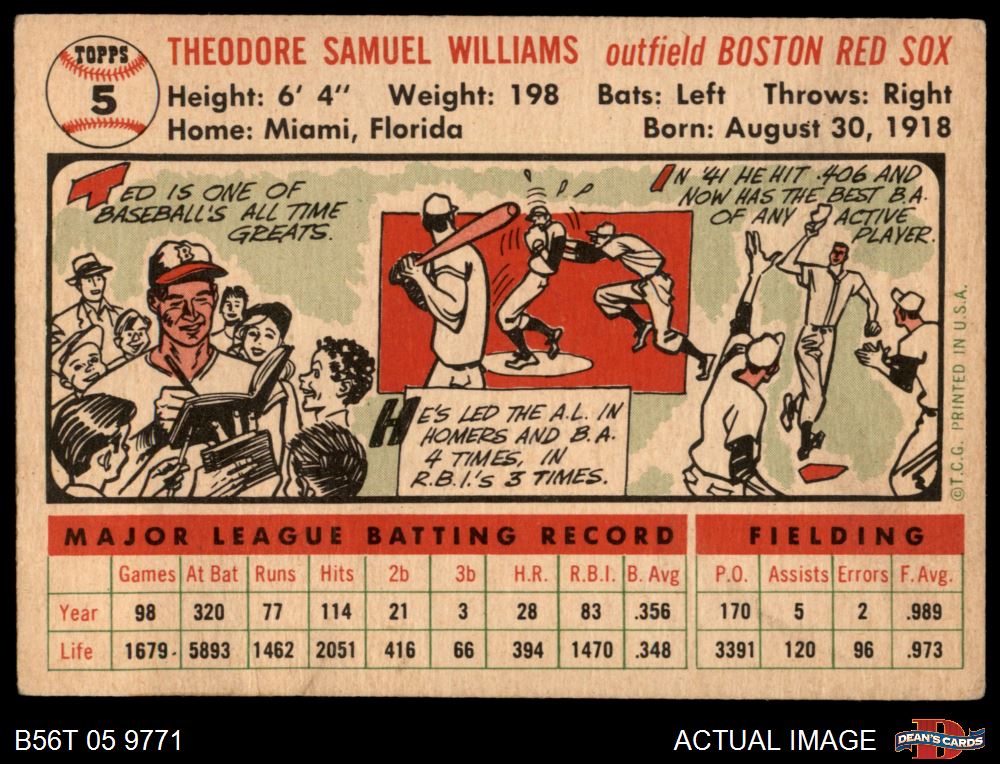 TOPPS
5
THEODORE SAMUEL WILLIAMS outfield BOSTON RED SOX
Height: 6' 4" Weight: 198 Bats: Left Throws: Right
Home: Miami, Florida Born: August 30, 1918
TED IS ONE OF
BASEBALL'S ALL TIME
GREATS.
B
HE'S LED THE A.L. IN
HOMERS AND B.A.
4 TIMES, IN
R.B.I.'S 3 TIMES.
IN '41 HE HIT .406 AND
NOW HAS THE BEST B.A.
OF ANY ACTIVE
PLAYER.
©T.C.G. PRINTED IN U.S.A.
MAJOR LEAGUE BATTING RECORD FIELDING
Games At Bat Runs Hits 2b 3b H.R. R.B.I. B. Avg P.O. Assists Errors F. Avg.
Year 98 320 77 114 21 3 28 83 .356 170 5 2 .989
Life 1679 5893 1462 2051 416 66 394 1470 .348 3391 120 96 .973
B56T 05 9771 ACTUAL IMAGE DEAN'S CARDS